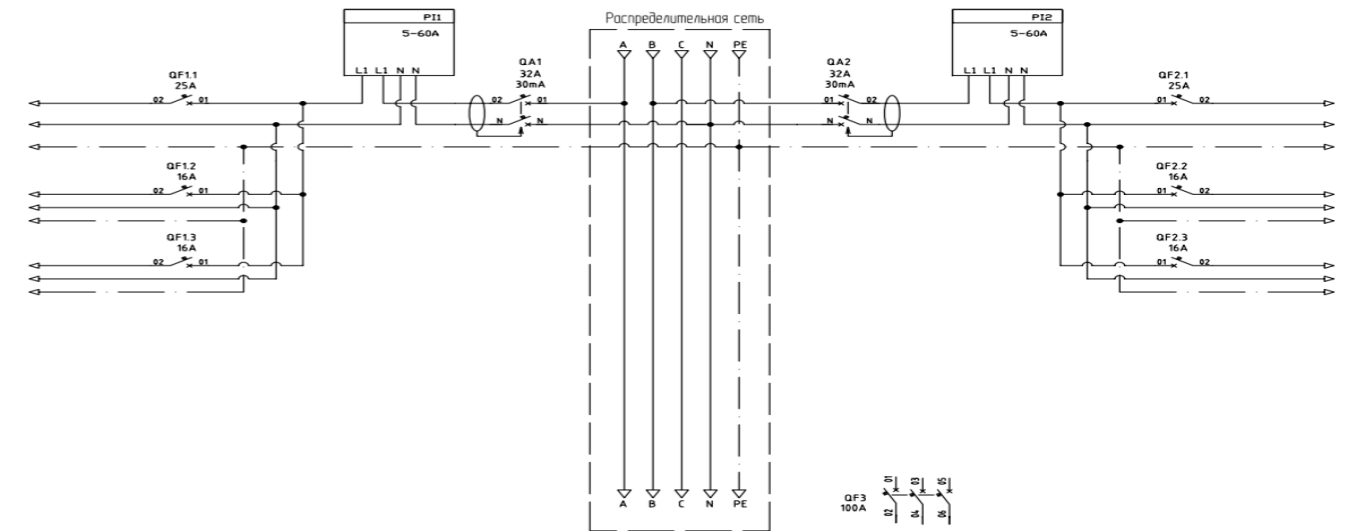 PI1
5-60A
L1 L1 N N
Распределительная сеть
A B C N PE
PI2
5-60A
L1 L1 N N
QF1.1
25A
02 01
QA1
32A
30mA
02 01
N N
QA2
32A
30mA
01 02
N N
QF2.1
25A
01 02
QF1.2
16A
02 01
QF2.2
16A
01 02
QF1.3
16A
02 01
QF2.3
16A
01 02
A B C N PE
QF3
100A
01 03 05
02 04 06